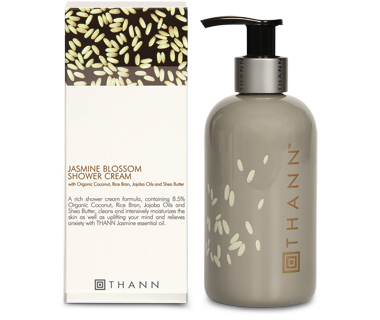 JASMINE BLOSSOM
SHOWER CREAM
with Organic Coconut, Rice Bran, Jojoba Oils and Shea Butter
A rich shower cream formula, containing 8.5%
Organic Coconut, Rice Bran, Jojoba Oils and
Shea Butter, cleans and intensively moisturizes the
skin as well as uplifting your mind and relieves
anxiety with THANN Jasmine essential oil.
THANN
THANN
THANN